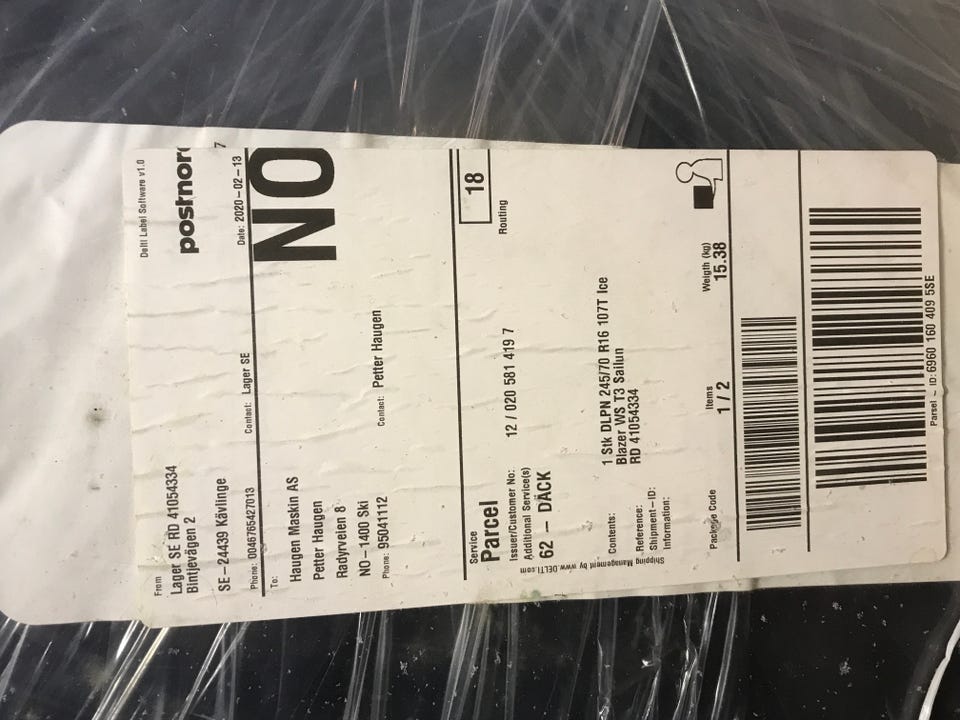 Delti Label Software v1.0
From
Lager SE RD 41054334
Bintjevägen 2
postnor
7
SE-24439 Kävlinge
Phone: 0046765427013 Contact: Lager SE Date: 2020-02-13
To:
Haugen Maskin AS
NO
Petter Haugen
Radyrveien 8
NO-1400 Ski
Phone: 95041112 Contact: Petter Haugen
Service
Parcel
18
Issuer/Customer No: 12 / 020 581 419 7
Routing
Additional Service(s)
62 - DÄCK
Contents: 1 Stk DLPN 245/70 R16 107T Ice
Blazer WS T3 Sailun
Reference: RD 41054334
Shipment-ID:
Information:
Shipping Management by www.DELTI.com
Package Code Items Weigth (kg)
1 / 2 15.38
Parsel ID: 6960 160 409 5SE